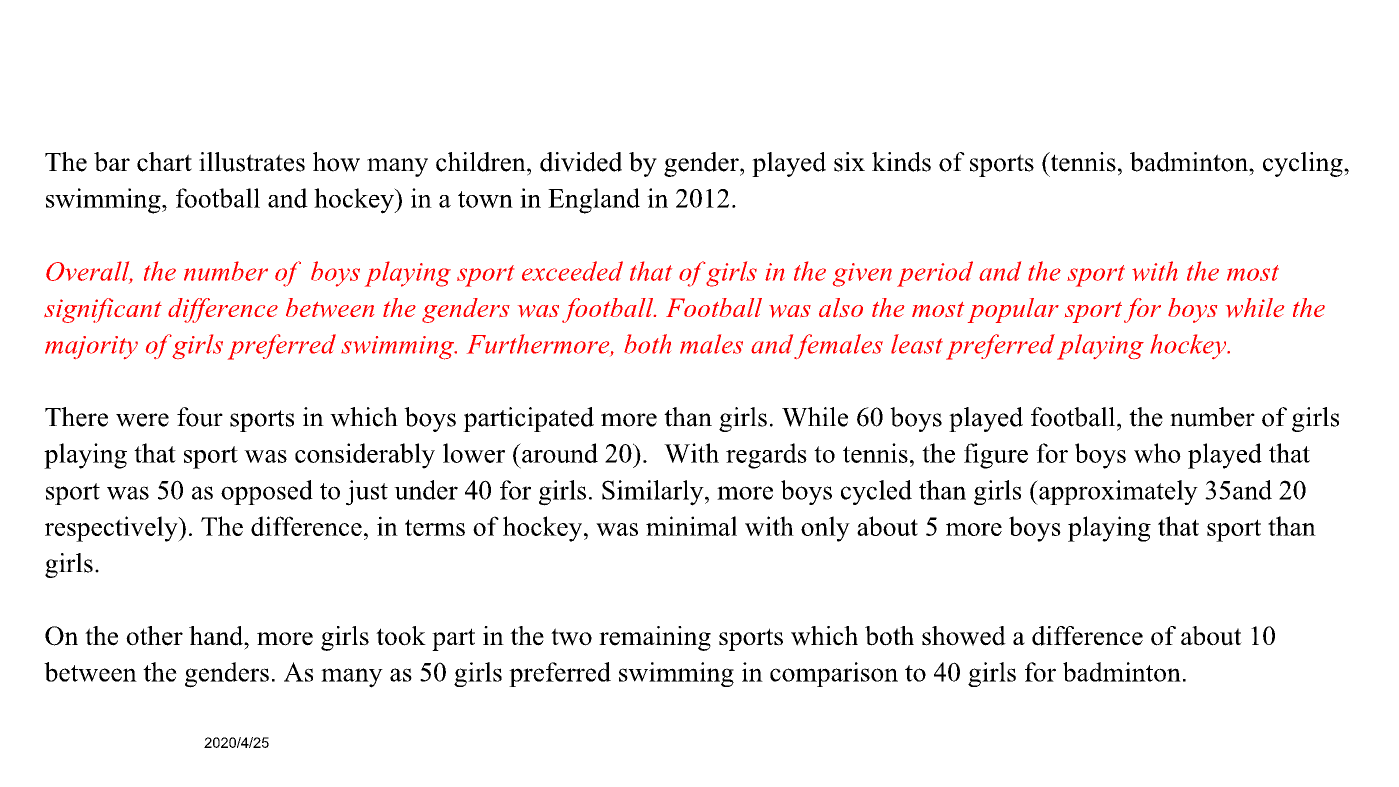 The bar chart illustrates how many children, divided by gender, played six kinds of sports (tennis, badminton, cycling,
swimming, football and hockey) in a town in England in 2012.
Overall, the number of  boys playing sport exceeded that of girls in the given period and the sport with the most
significant difference between the genders was football. Football was also the most popular sport for boys while the
majority of girls preferred swimming. Furthermore, both males and females least preferred playing hockey.
There were four sports in which boys participated more than girls. While 60 boys played football, the number of girls
playing that sport was considerably lower (around 20).  With regards to tennis, the figure for boys who played that
sport was 50 as opposed to just under 40 for girls. Similarly, more boys cycled than girls (approximately 35and 20
respectively). The difference, in terms of hockey, was minimal with only about 5 more boys playing that sport than
girls.
On the other hand, more girls took part in the two remaining sports which both showed a difference of about 10
between the genders. As many as 50 girls preferred swimming in comparison to 40 girls for badminton.
2020/4/25